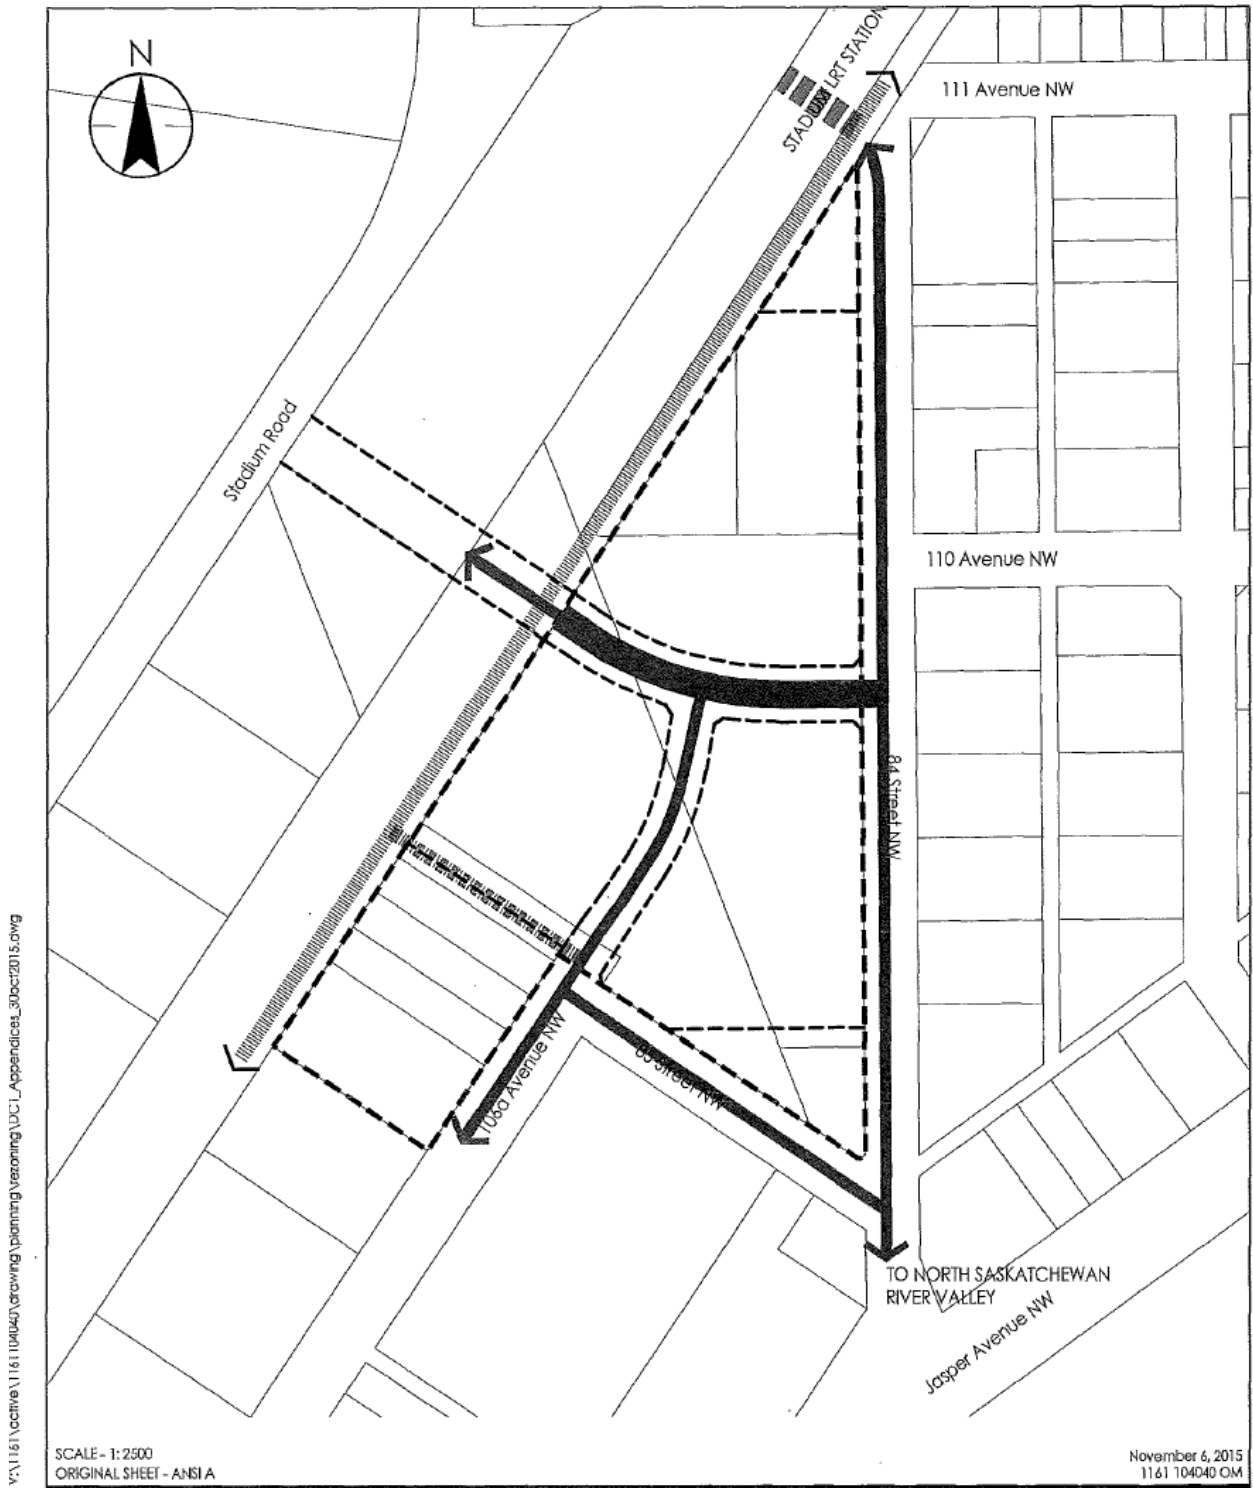 N
STADIUM LRT STATION
111 Avenue NW
Stadium Road
110 Avenue NW
84 Street NW
106a Avenue NW
85 Street NW
TO NORTH SASKATCHEWAN
RIVER VALLEY
Jasper Avenue NW
SCALE - 1: 2500
ORIGINAL SHEET - ANSI A
November 6, 2015
1161 104040 OM